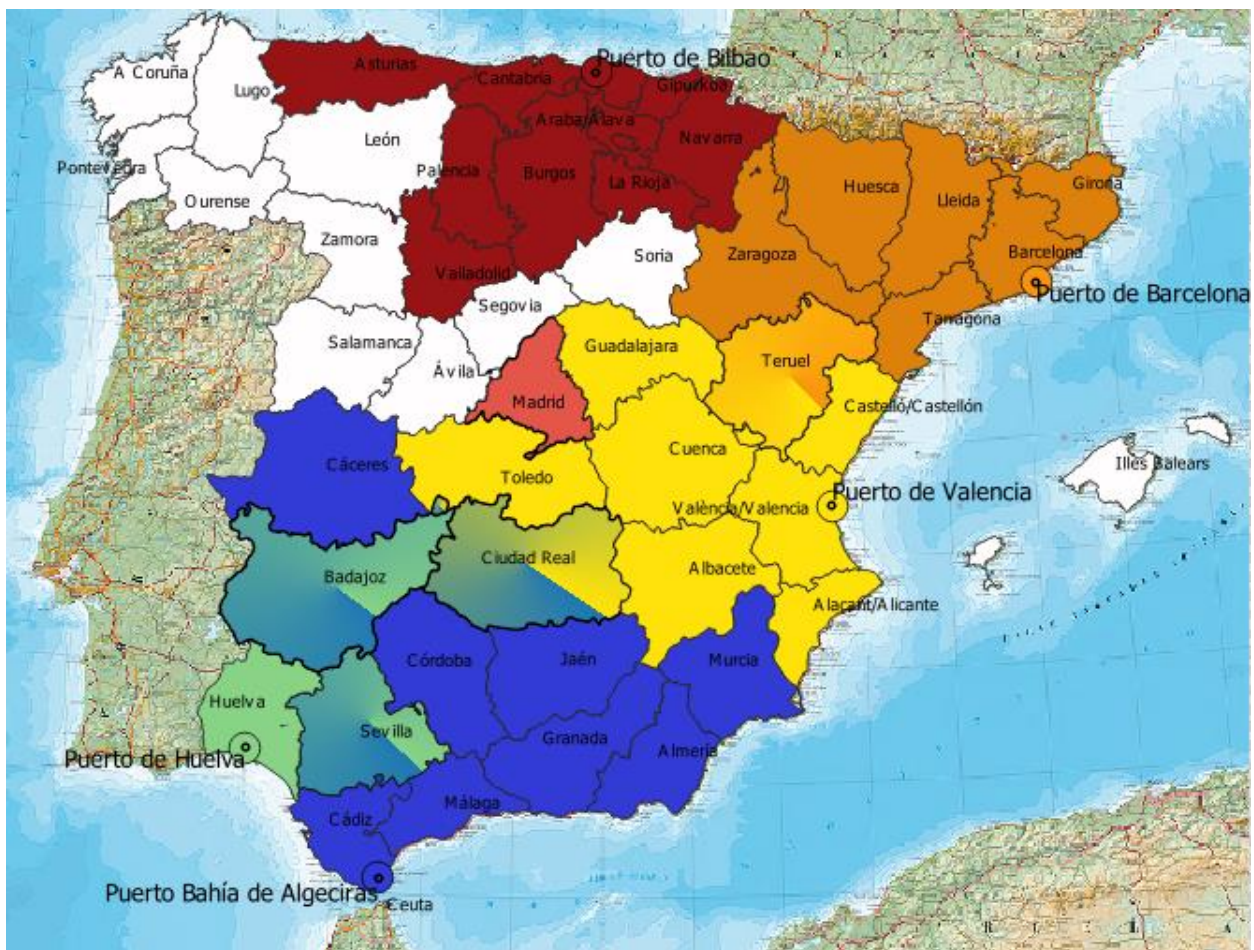 Puerto de Bilbao
A Coruña
Asturias
Cantabria
Gipuzkoa
Lugo
Araba/Álava
León
Navarra
Pontevedra
Palencia
Burgos
La Rioja
Huesca
Lleida
Girona
Ourense
Zamora
Soria
Zaragoza
Barcelona
Valladolid
Puerto de Barcelona
Segovia
Tarragona
Salamanca
Guadalajara
Teruel
Ávila
Madrid
Castelló/Castellón
Cuenca
Cáceres
Toledo
Illes Balears
Puerto de Valencia
València/Valencia
Ciudad Real
Badajoz
Albacete
Alacant/Alicante
Córdoba
Jaén
Murcia
Huelva
Sevilla
Granada
Almería
Puerto de Huelva
Málaga
Cádiz
Puerto Bahía de Algeciras
Ceuta